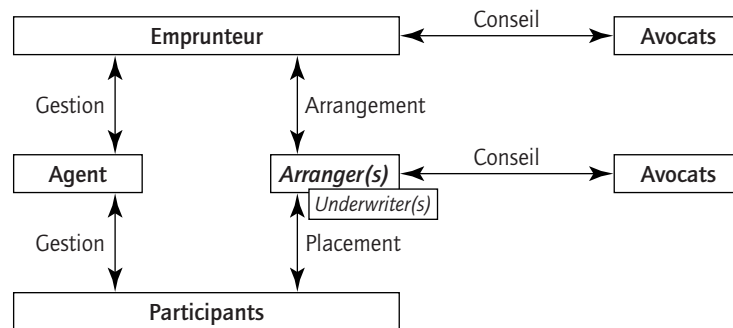 Conseil
Emprunteur
Avocats
Gestion
Arrangement
Conseil
Agent
Arranger(s)
Avocats
Underwriter(s)
Gestion
Placement
Participants